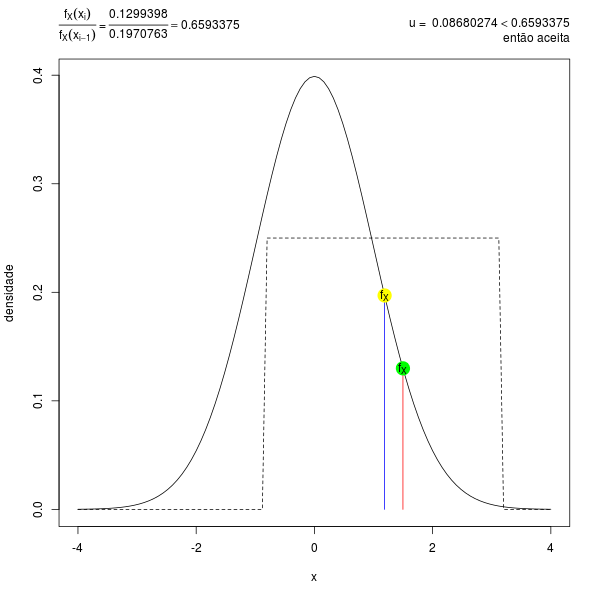 fX(xi) / fX(xi−1) = 0.1299398 / 0.1970763 = 0.6593375
u = 0.08680274 < 0.6593375
então aceita
densidade
0.4
0.3
0.2
0.1
0.0
fX
fX
-4 -2 0 2 4
x